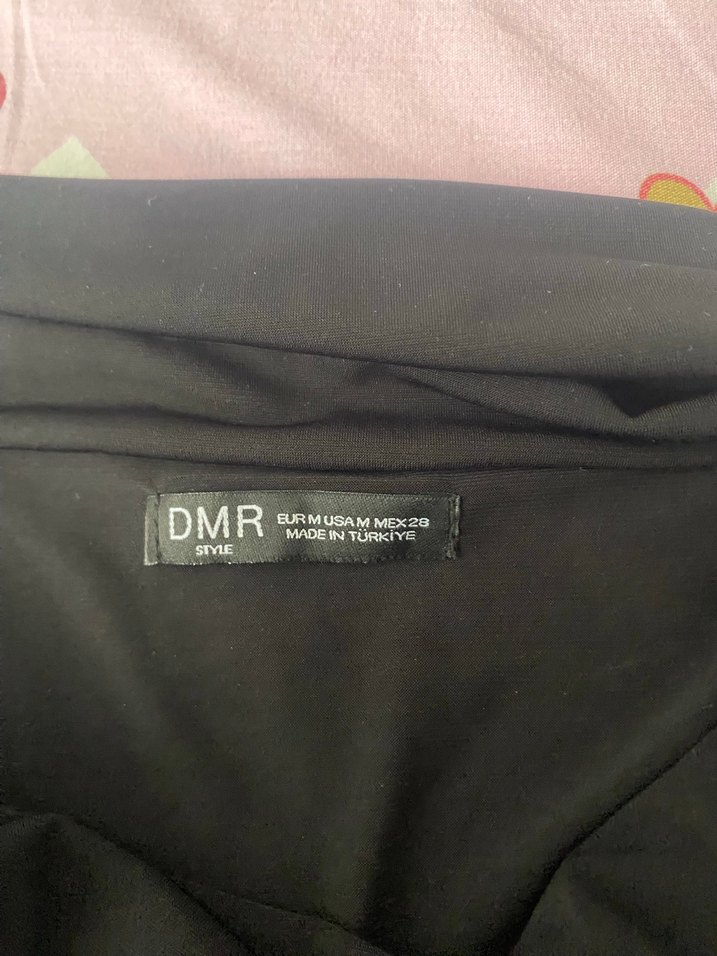 DMR
STYLE
EUR M USA M MEX 28
MADE IN TÜRKİYE